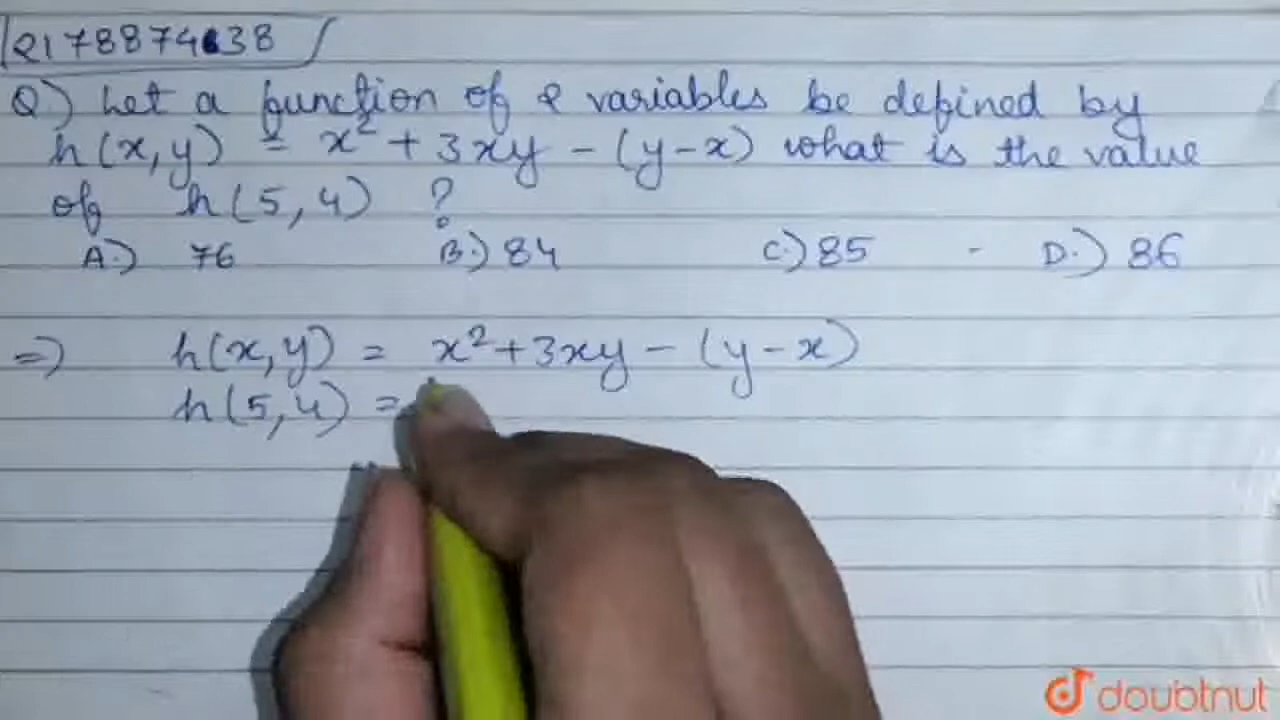 217887438
Q.) Let a function of 2 variables be defined by
h(x,y) = x² + 3xy - (y-x) what is the value
of h(5,4) ?
A.) 76 B.) 84 C.) 85 D.) 86
=) h(x,y) = x² + 3xy - (y-x)
h(5,4) =
doubtnut